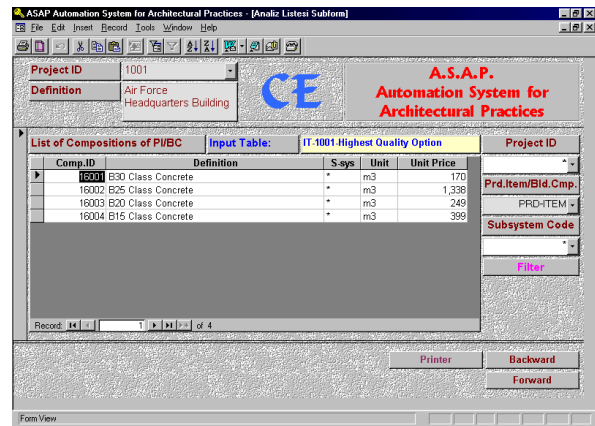 ASAP Automation System for Architectural Practices - [Analiz Listesi Subform]
File Edit Insert Record Tools Window Help
Project ID 1001
Definition Air Force
Headquarters Building
CE
A.S.A.P.
Automation System for
Architectural Practices
List of Compositions of PI/BC Input Table: IT-1001-Highest Quality Option Project ID
Comp.ID Definition S-sys Unit Unit Price
*
16001 B30 Class Concrete * m3 170
Prd.Item/Bld.Cmp.
16002 B25 Class Concrete * m3 1,338
16003 B20 Class Concrete * m3 249
PRD-ITEM
16004 B15 Class Concrete * m3 399
Subsystem Code
*
Filter
Record: 1 of 4
Printer Backward
Forward
Form View